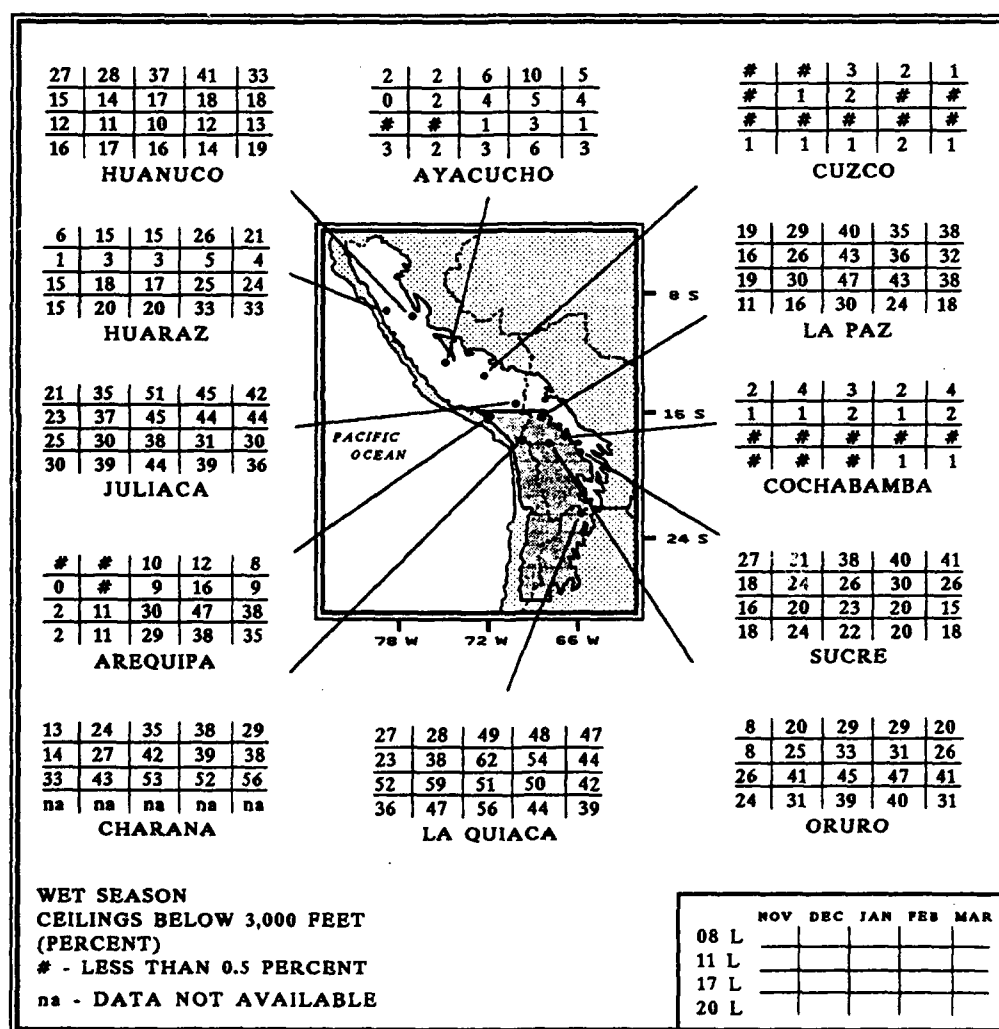 27 28 37 41 33
15 14 17 18 18
12 11 10 12 13
16 17 16 14 19
HUANUCO
2 2 6 10 5
0 2 4 5 4
# # 1 3 1
3 2 3 6 3
AYACUCHO
# # 3 2 1
# 1 2 # #
# # # # #
1 1 1 2 1
CUZCO
6 15 15 26 21
1 3 3 5 4
15 18 17 25 24
15 20 20 33 33
HUARAZ
19 29 40 35 38
16 26 43 36 32
19 30 47 43 38
11 16 30 24 18
LA PAZ
21 35 51 45 42
23 37 45 44 44
25 30 38 31 30
30 39 44 39 36
JULIACA
2 4 3 2 4
1 1 2 1 2
# # # # #
# # # 1 1
COCHABAMBA
8 S
16 S
24 S
PACIFIC
OCEAN
78 W 72 W 66 W
# # 10 12 8
0 # 9 16 9
2 11 30 47 38
2 11 29 38 35
AREQUIPA
27 31 38 40 41
18 24 26 30 26
16 20 23 20 15
18 24 22 20 18
SUCRE
13 24 35 38 29
14 27 42 39 38
33 43 53 52 56
na na na na na
CHARANA
27 28 49 48 47
23 38 62 54 44
52 59 51 50 42
36 47 56 44 39
LA QUIACA
8 20 29 29 20
8 25 33 31 26
26 41 45 47 41
24 31 39 40 31
ORURO
WET SEASON
CEILINGS BELOW 3,000 FEET
(PERCENT)
# - LESS THAN 0.5 PERCENT
na - DATA NOT AVAILABLE
NOV DEC JAN FEB MAR
08 L
11 L
17 L
20 L